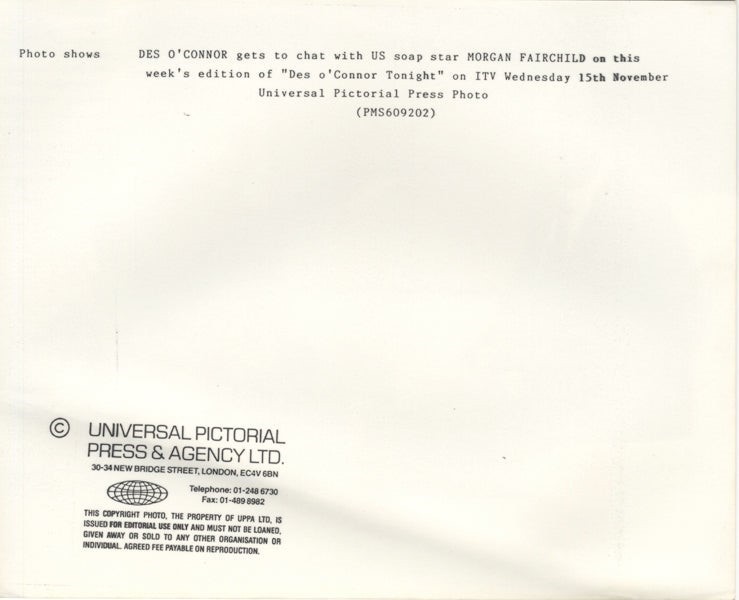 Photo shows DES O'CONNOR gets to chat with US soap star MORGAN FAIRCHILD on this
week's edition of "Des o'Connor Tonight" on ITV Wednesday 15th November
Universal Pictorial Press Photo
(PMS609202)
© UNIVERSAL PICTORIAL
PRESS & AGENCY LTD.
30-34 NEW BRIDGE STREET, LONDON, EC4V 6BN
Telephone: 01-248 6730
Fax: 01-489 8982
THIS COPYRIGHT PHOTO, THE PROPERTY OF UPPA LTD, IS
ISSUED FOR EDITORIAL USE ONLY AND MUST NOT BE LOANED,
GIVEN AWAY OR SOLD TO ANY OTHER ORGANISATION OR
INDIVIDUAL. AGREED FEE PAYABLE ON REPRODUCTION.